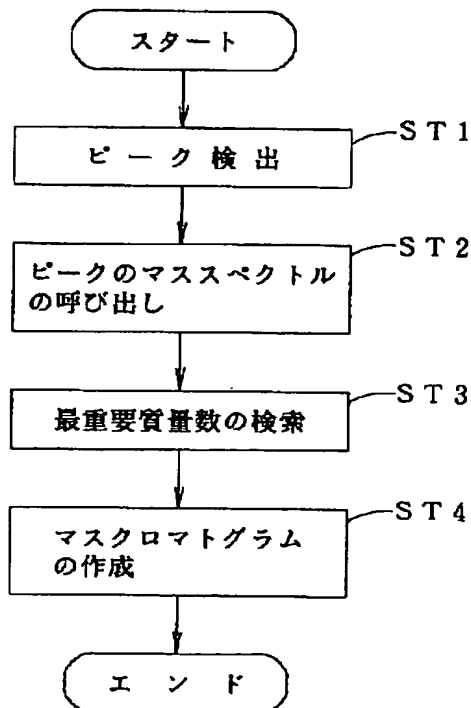 スタート
ピーク検出
ST1
ピークのマススペクトル
の呼び出し
ST2
最重要質量数の検索
ST3
マスクロマトグラム
の作成
ST4
エンド